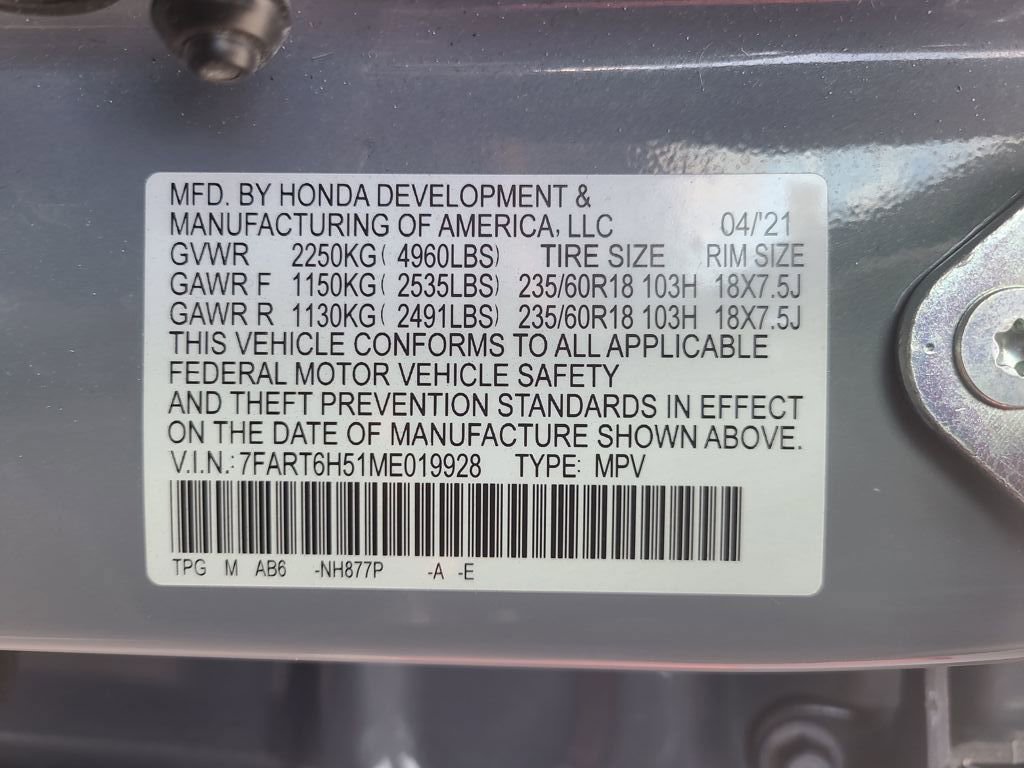 MFD. BY HONDA DEVELOPMENT &
MANUFACTURING OF AMERICA, LLC 04/'21
GVWR 2250KG( 4960LBS) TIRE SIZE RIM SIZE
GAWR F 1150KG( 2535LBS) 235/60R18 103H 18X7.5J
GAWR R 1130KG( 2491LBS) 235/60R18 103H 18X7.5J
THIS VEHICLE CONFORMS TO ALL APPLICABLE
FEDERAL MOTOR VEHICLE SAFETY
AND THEFT PREVENTION STANDARDS IN EFFECT
ON THE DATE OF MANUFACTURE SHOWN ABOVE.
V.I.N.: 7FART6H51ME019928 TYPE: MPV
TPG M AB6 -NH877P -A -E